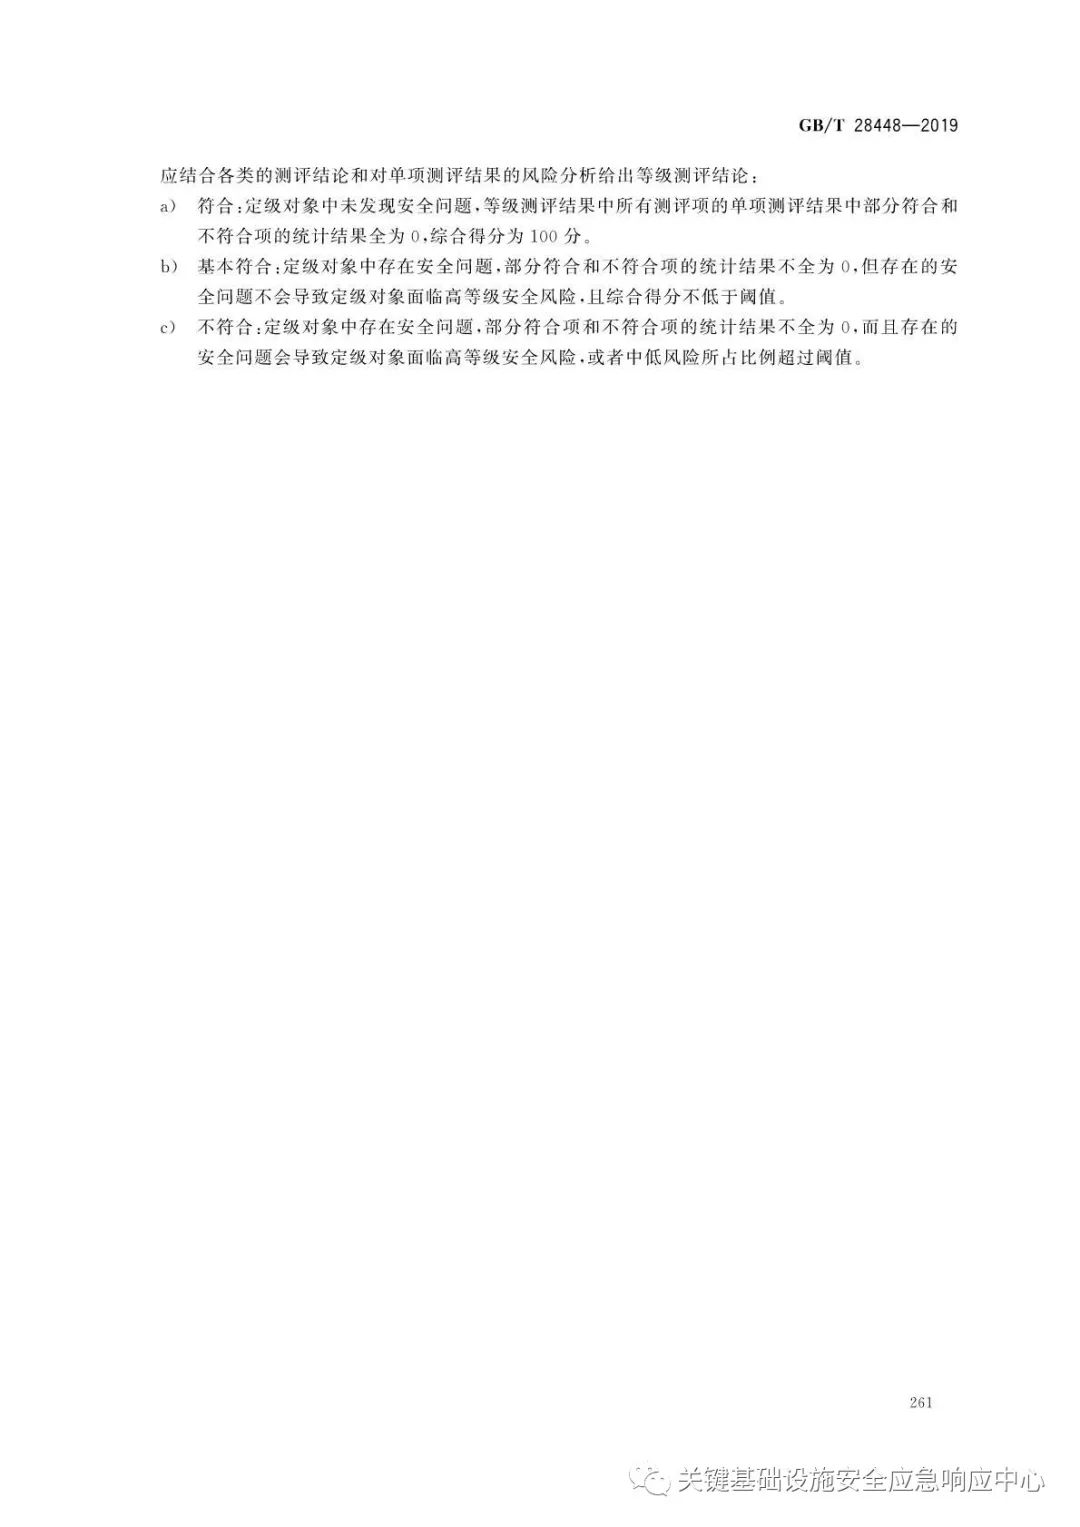 GB/T 28448—2019
应结合各类的测评结论和对单项测评结果的风险分析给出等级测评结论：
a） 符合：定级对象中未发现安全问题，等级测评结果中所有测评项的单项测评结果中部分符合和
不符合项的统计结果全为 0，综合得分为 100 分。
b） 基本符合：定级对象中存在安全问题，部分符合和不符合项的统计结果不全为 0，但存在的安
全问题不会导致定级对象面临高等级安全风险，且综合得分不低于阈值。
c） 不符合：定级对象中存在安全问题，部分符合项和不符合项的统计结果不全为 0，而且存在的
安全问题会导致定级对象面临高等级安全风险，或者中低风险所占比例超过阈值。
261
关键基础设施安全应急响应中心